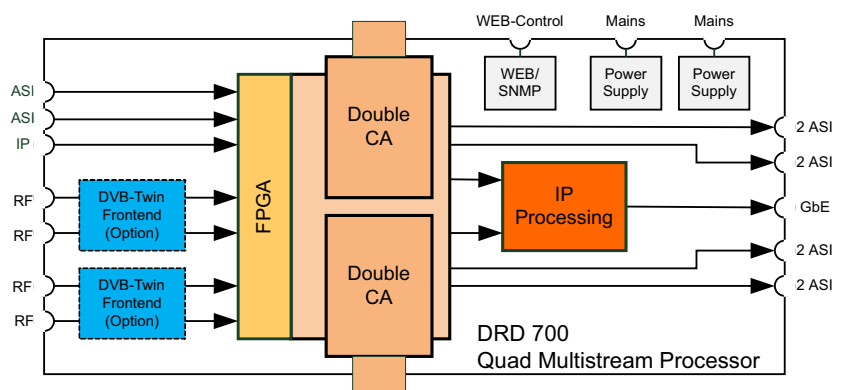 WEB-Control
Mains
Mains
WEB/
SNMP
Power
Supply
Power
Supply
ASI
ASI
IP
RF
RF
RF
RF
DVB-Twin
Frontend
(Option)
DVB-Twin
Frontend
(Option)
FPGA
Double
CA
Double
CA
IP
Processing
2 ASI
2 ASI
GbE
2 ASI
2 ASI
DRD 700
Quad Multistream Processor